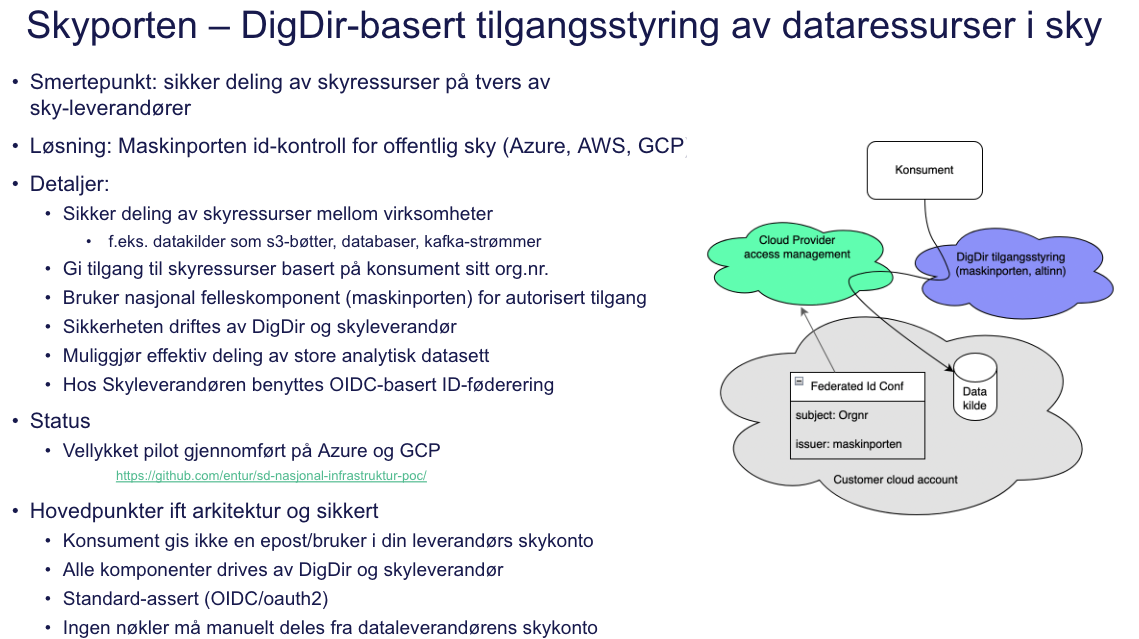 Skyporten – DigDir-basert tilgangsstyring av dataressurser i sky
• Smertepunkt: sikker deling av skyressurser på tvers av
sky-leverandører
• Løsning: Maskinporten id-kontroll for offentlig sky (Azure, AWS, GCP)
• Detaljer:
• Sikker deling av skyressurser mellom virksomheter
• f.eks. datakilder som s3-bøtter, databaser, kafka-strømmer
• Gi tilgang til skyressurser basert på konsument sitt org.nr.
• Bruker nasjonal felleskomponent (maskinporten) for autorisert tilgang
• Sikkerheten driftes av DigDir og skyleverandør
• Muliggjør effektiv deling av store analytisk datasett
• Hos Skyleverandøren benyttes OIDC-basert ID-føderering
• Status
• Vellykket pilot gjennomført på Azure og GCP
https://github.com/entur/sd-nasjonal-infrastruktur-poc/
• Hovedpunkter ift arkitektur og sikkert
• Konsument gis ikke en epost/bruker i din leverandørs skykonto
• Alle komponenter drives av DigDir og skyleverandør
• Standard-assert (OIDC/oauth2)
• Ingen nøkler må manuelt deles fra dataleverandørens skykonto
Konsument
Cloud Provider
access management
DigDir tilgangsstyring
(maskinporten, altinn)
Federated Id Conf
subject: Orgnr
issuer: maskinporten
Data
kilde
Customer cloud account